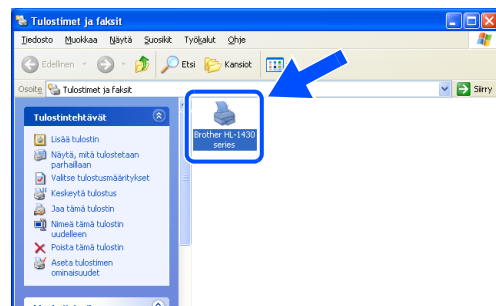 Tulostimet ja faksit
Tiedosto Muokkaa Näytä Suosikit Työkalut Ohje
Edellinen Etsi Kansiot
Osoite Tulostimet ja faksit Siirry
Tulostintehtävät
Lisää tulostin
Näytä, mitä tulostetaan
parhaillaan
Valitse tulostusmääritykset
Keskeytä tulostus
Jaa tämä tulostin
Nimeä tämä tulostin
uudelleen
Poista tämä tulostin
Aseta tulostimen
ominaisuudet
Brother HL-1430
series